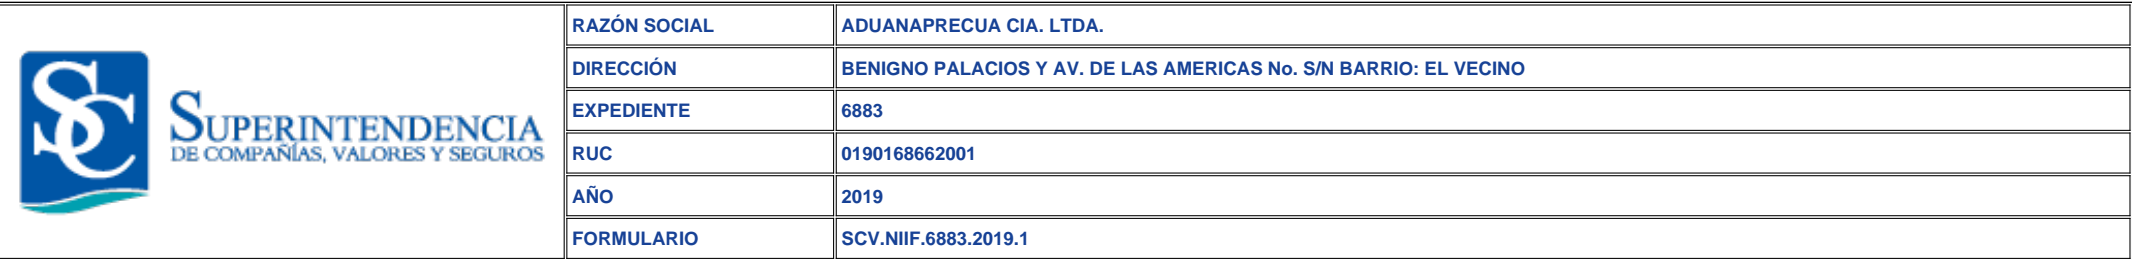 SC
SUPERINTENDENCIA
DE COMPAÑÍAS, VALORES Y SEGUROS
RAZÓN SOCIAL ADUANAPRECUA CIA. LTDA.
DIRECCIÓN BENIGNO PALACIOS Y AV. DE LAS AMERICAS No. S/N BARRIO: EL VECINO
EXPEDIENTE 6883
RUC 0190168662001
AÑO 2019
FORMULARIO SCV.NIIF.6883.2019.1